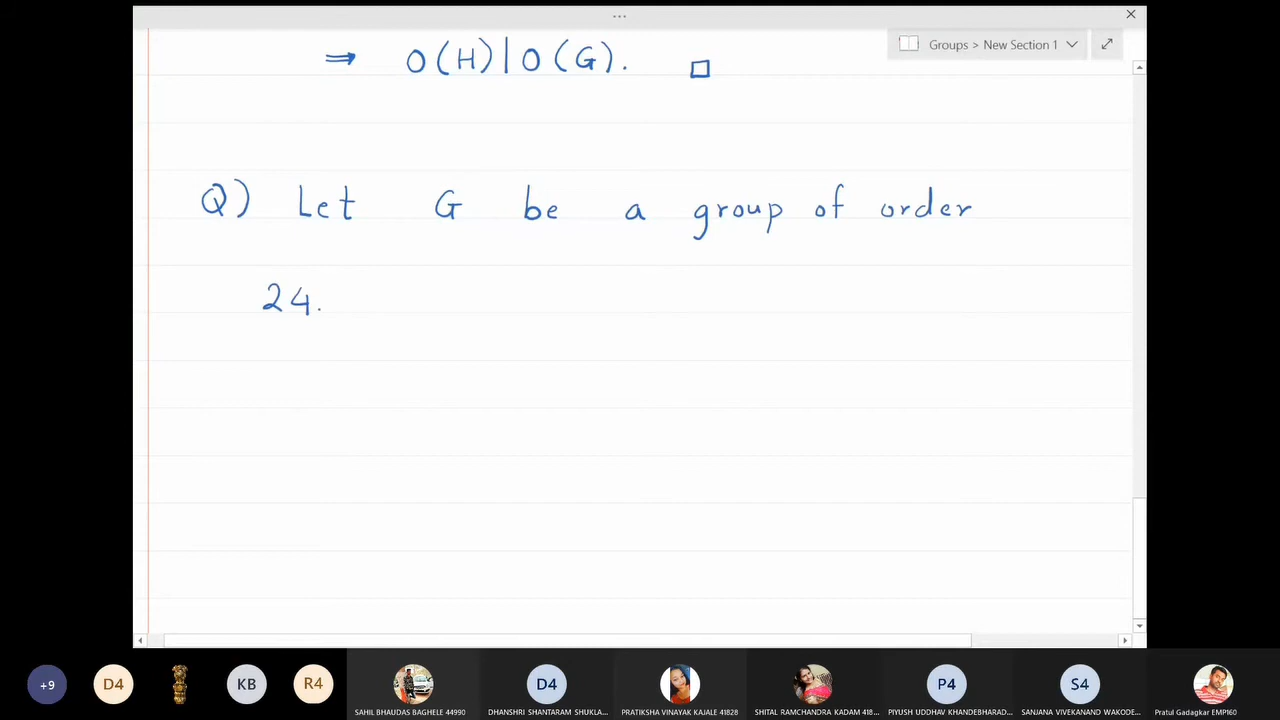 Groups > New Section 1
⇒ O(H)|O(G). □
Q) Let G be a group of order
24.
+9 D4 KB R4 D4 P4 S4
SAHIL BHAUDAS BAGHELE 44990 DHANSHRI SHANTARAM SHUKLA... PRATIKSHA VINAYAK KAJALE 41828 SHITAL RAMCHANDRA KADAM 418... PIYUSH UDDHAV KHANDEBHARAD... SANJANA VIVEKANAND WAKODE... Pratul Gadagkar EMP160